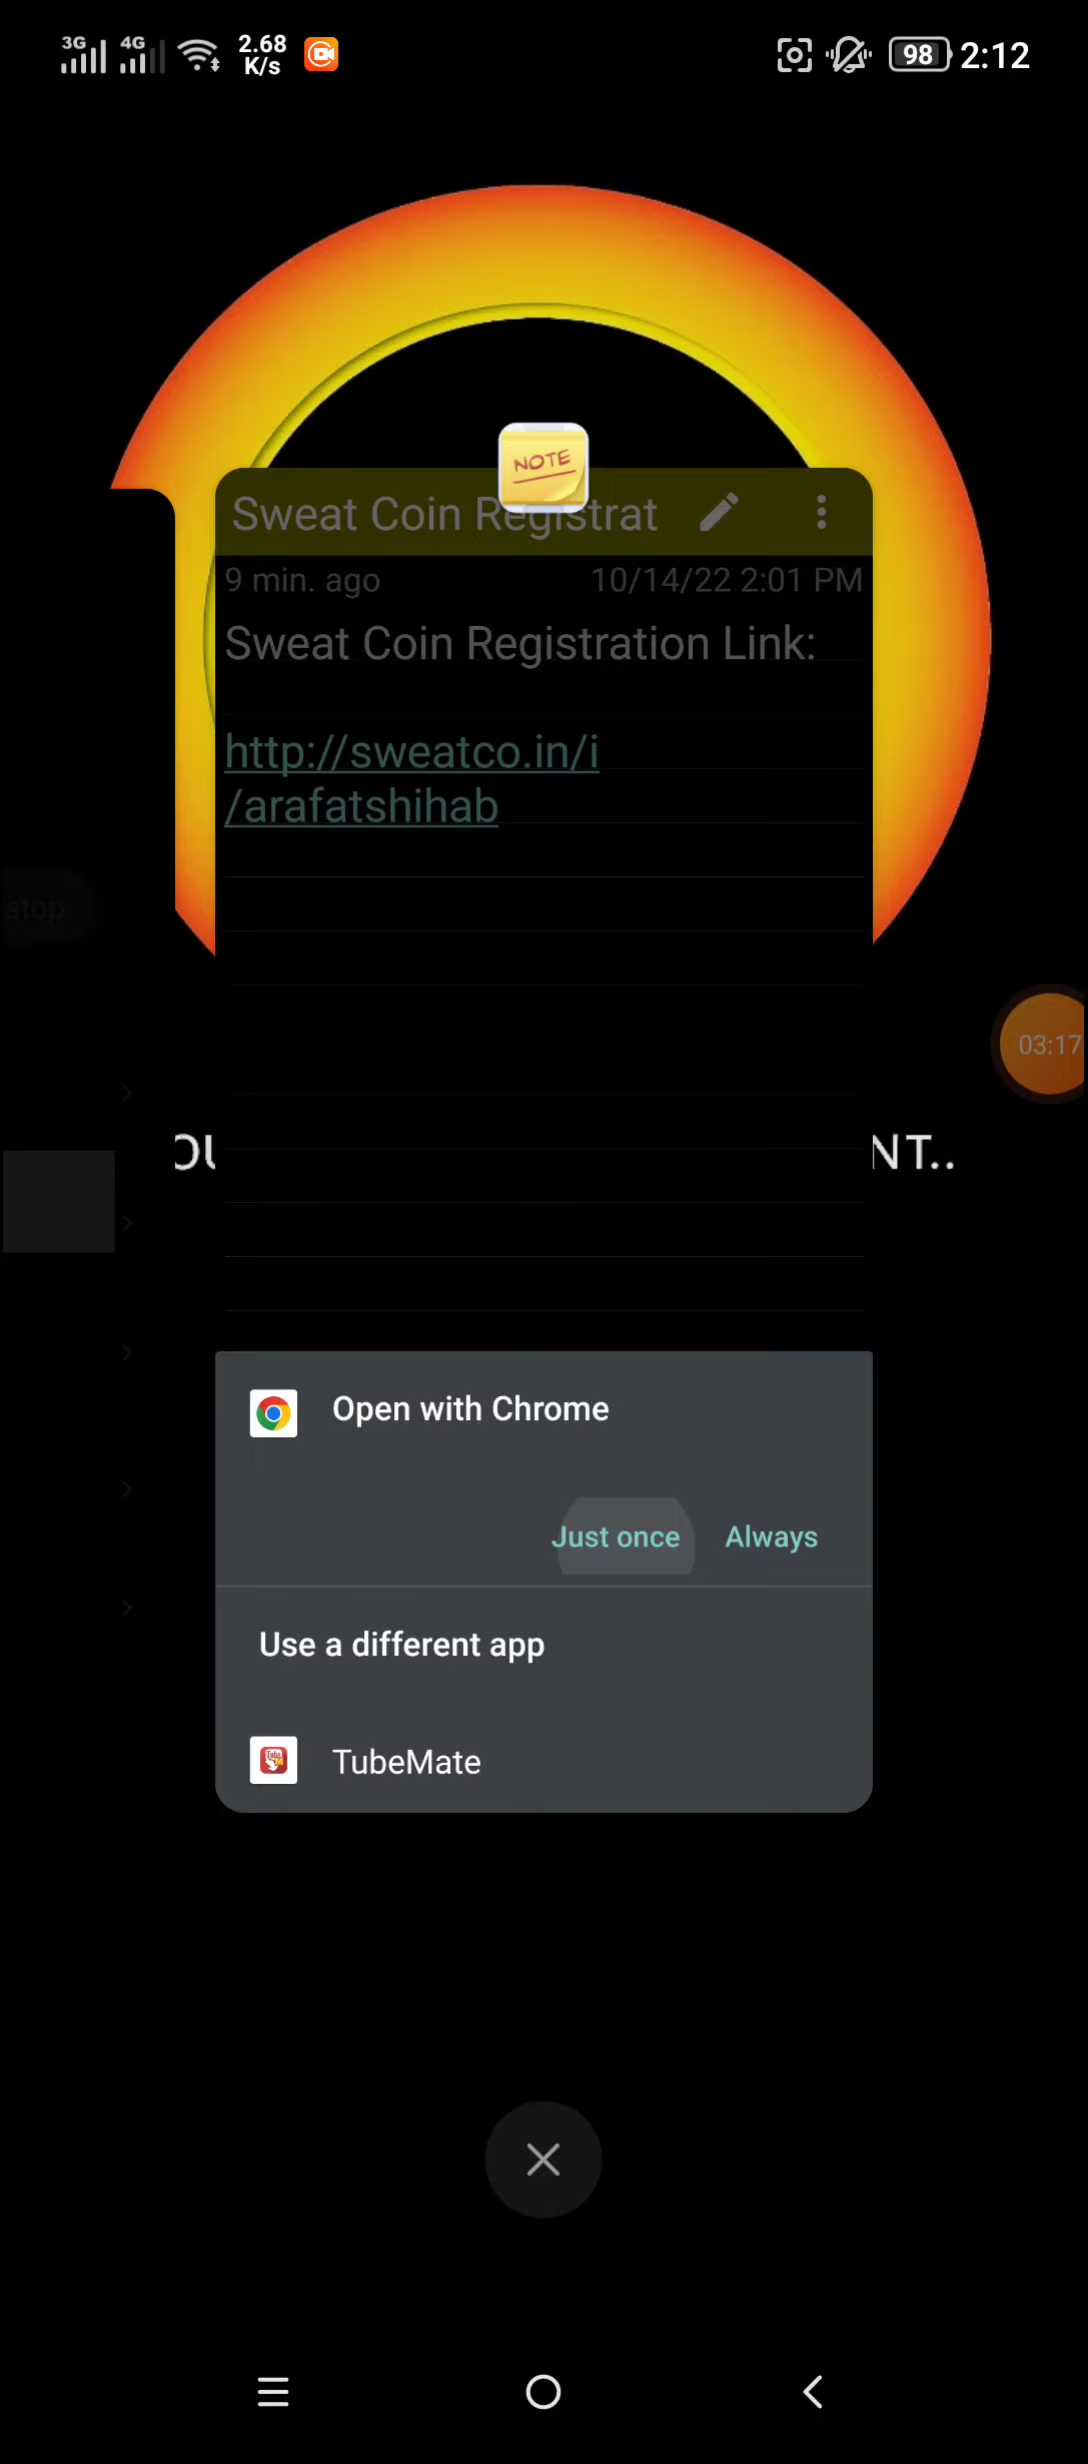 3G 4G 2.68 K/s 98 2:12
NOTE
Sweat Coin Registrat
9 min. ago 10/14/22 2:01 PM
Sweat Coin Registration Link:
http://sweatco.in/i
/arafatshihab
stop
03:17
NT..
Open with Chrome
Just once Always
Use a different app
TubeMate